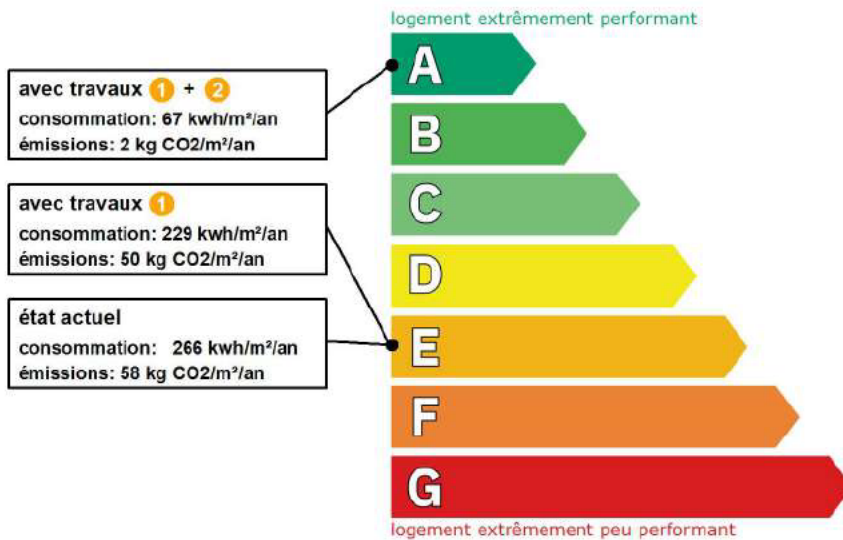 logement extrêmement performant
avec travaux 1 + 2
consommation: 67 kwh/m²/an
émissions: 2 kg CO2/m²/an
avec travaux 1
consommation: 229 kwh/m²/an
émissions: 50 kg CO2/m²/an
état actuel
consommation: 266 kwh/m²/an
émissions: 58 kg CO2/m²/an
A
B
C
D
E
F
G
logement extrêmement peu performant